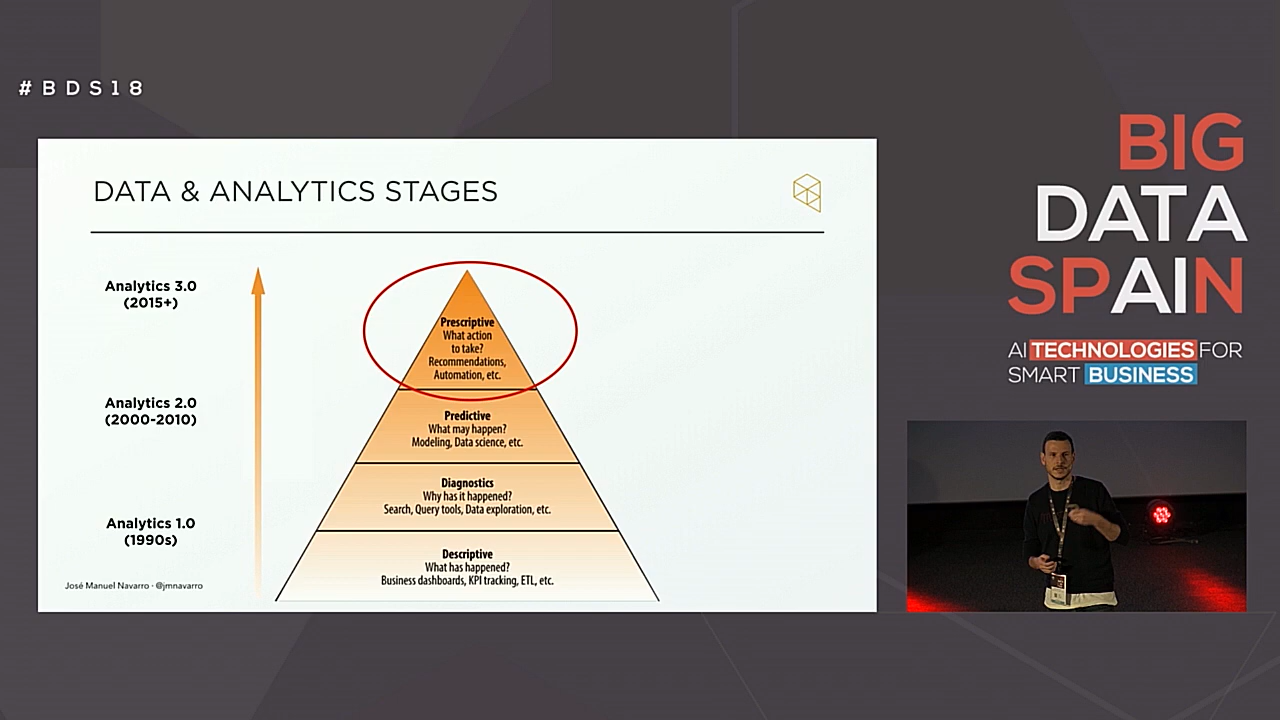 #BDS18
DATA & ANALYTICS STAGES
Analytics 3.0
(2015+)
Analytics 2.0
(2000-2010)
Analytics 1.0
(1990s)
Prescriptive
What action
to take?
Recommendations,
Automation, etc.
Predictive
What may happen?
Modeling, Data science, etc.
Diagnostics
Why has it happened?
Search, Query tools, Data exploration, etc.
Descriptive
What has happened?
Business dashboards, KPI tracking, ETL, etc.
José Manuel Navarro · @jmnavarro
BIG
DATA
SPAIN
AI TECHNOLOGIES FOR
SMART BUSINESS